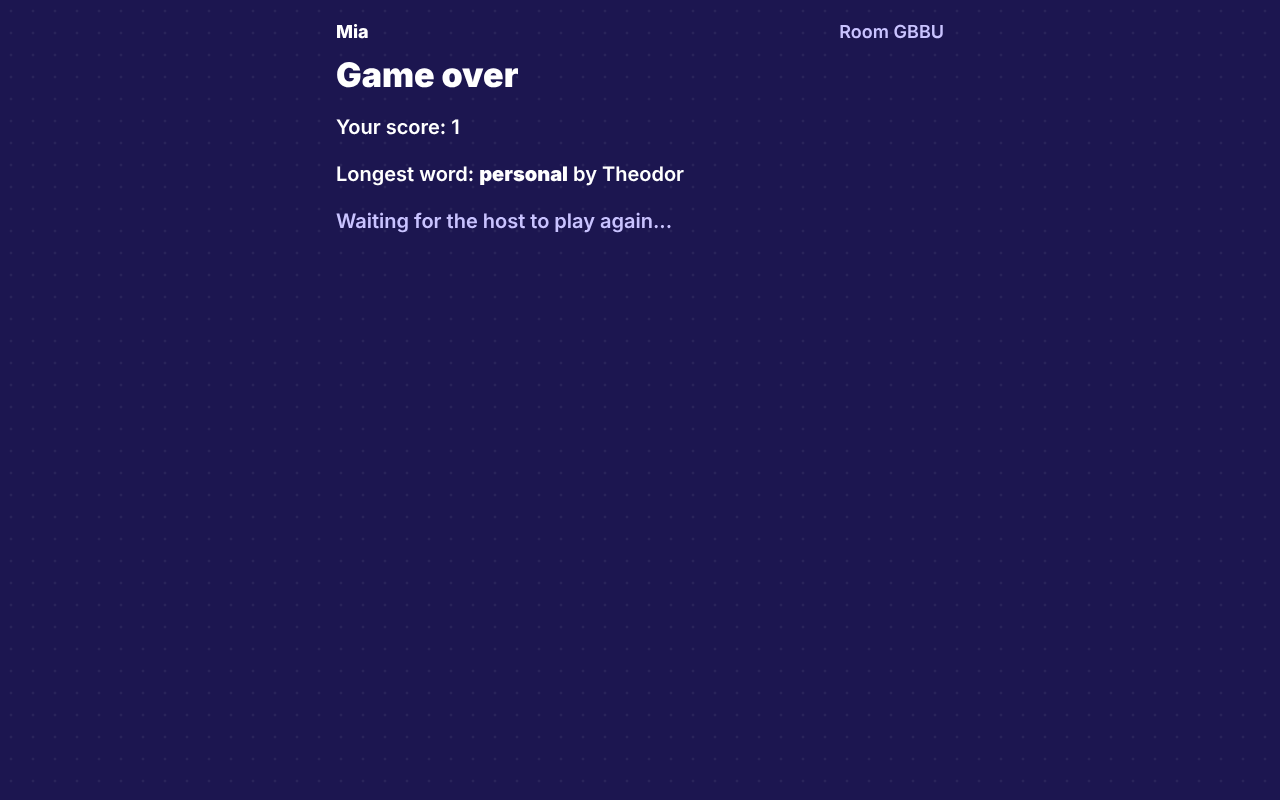 Mia
Room GBBU
Game over
Your score: 1
Longest word: personal by Theodor
Waiting for the host to play again…